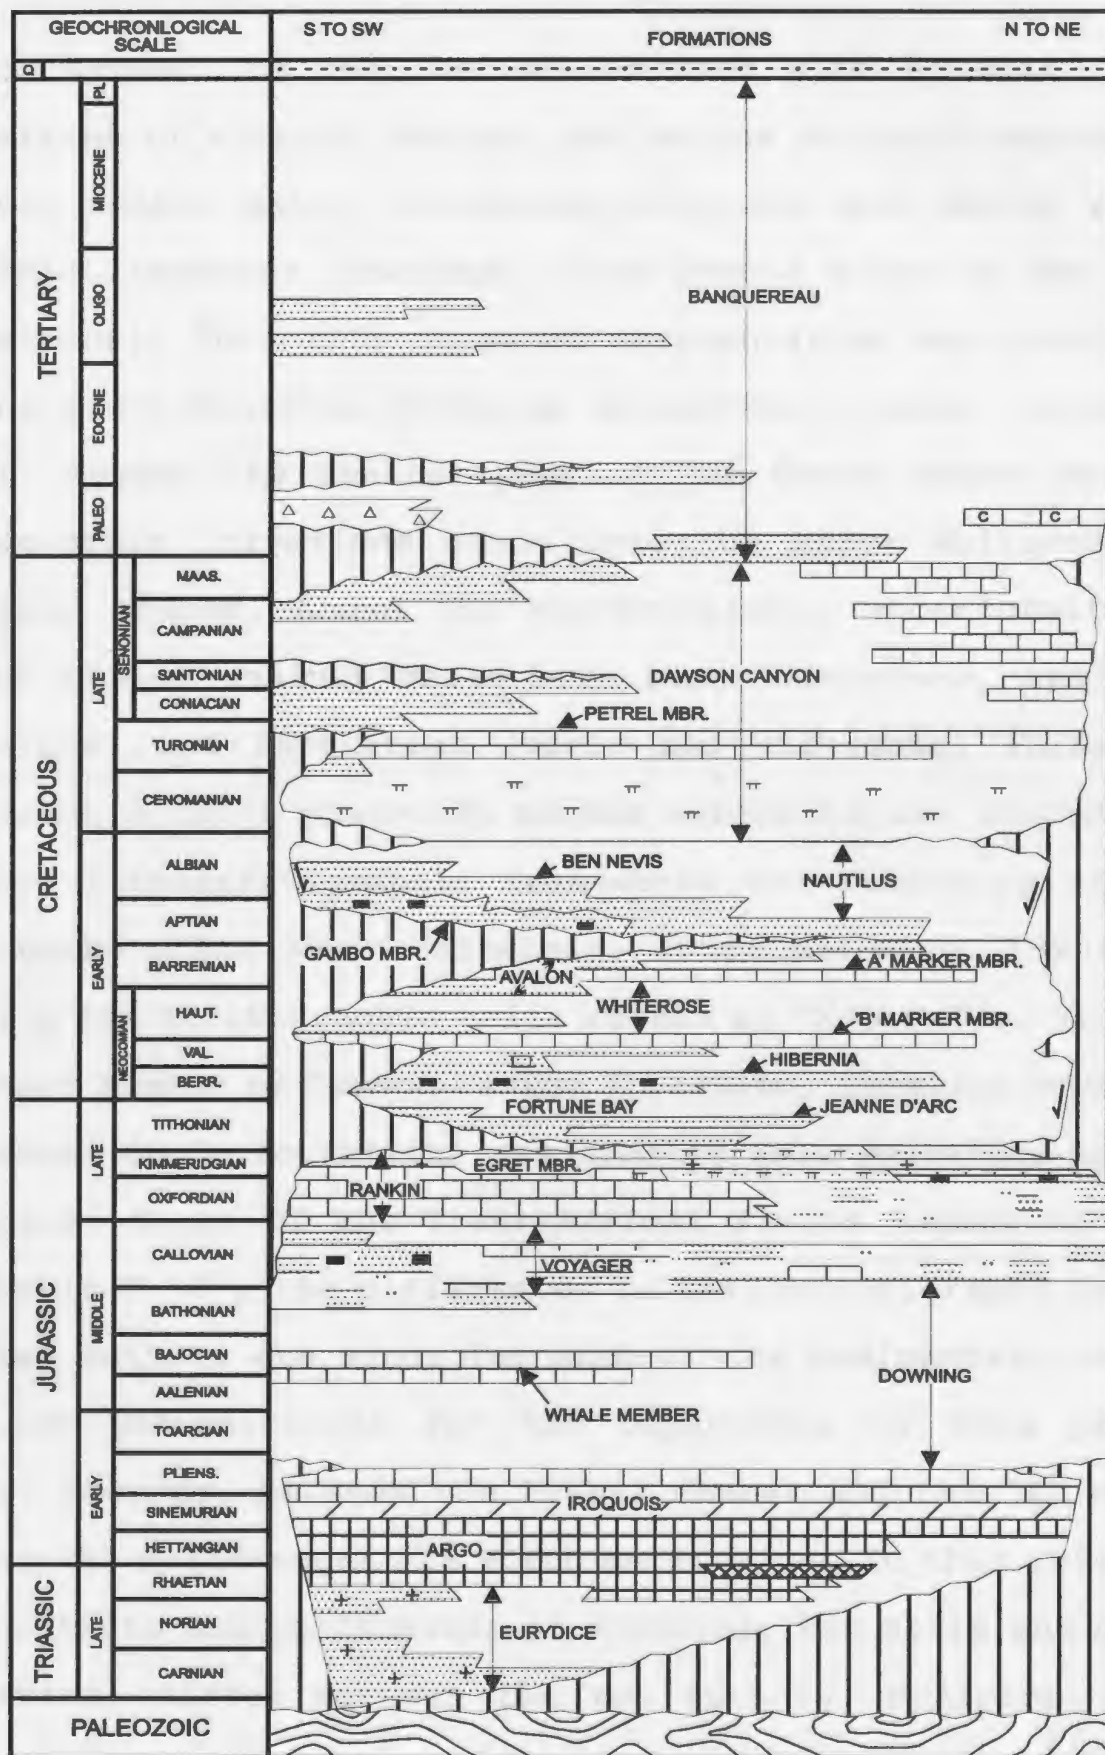 GEOCHRONLOGICAL
SCALE
S TO SW
FORMATIONS
N TO NE
Q
TERTIARY
PL
MIOCENE
OLIGO
EOCENE
PALEO
BANQUEREAU
C
C
CRETACEOUS
LATE
SENONIAN
MAAS.
CAMPANIAN
SANTONIAN
CONIACIAN
TURONIAN
CENOMANIAN
DAWSON CANYON
PETREL MBR.
EARLY
NEOCOMAN
ALBIAN
APTIAN
BARREMIAN
HAUT.
VAL.
BERR.
BEN NEVIS
NAUTILUS
GAMBO MBR.
AVALON
A' MARKER MBR.
WHITEROSE
'B' MARKER MBR.
HIBERNIA
FORTUNE BAY
JEANNE D'ARC
JURASSIC
LATE
TITHONIAN
KIMMERIDGIAN
OXFORDIAN
EGRET MBR.
RANKIN
MIDDLE
CALLOVIAN
BATHONIAN
BAJOCIAN
AALENIAN
VOYAGER
DOWNING
WHALE MEMBER
EARLY
TOARCIAN
PLIENS.
SINEMURIAN
HETTANGIAN
IROQUOIS
ARGO
TRIASSIC
LATE
RHAETIAN
NORIAN
CARNIAN
EURYDICE
PALEOZOIC